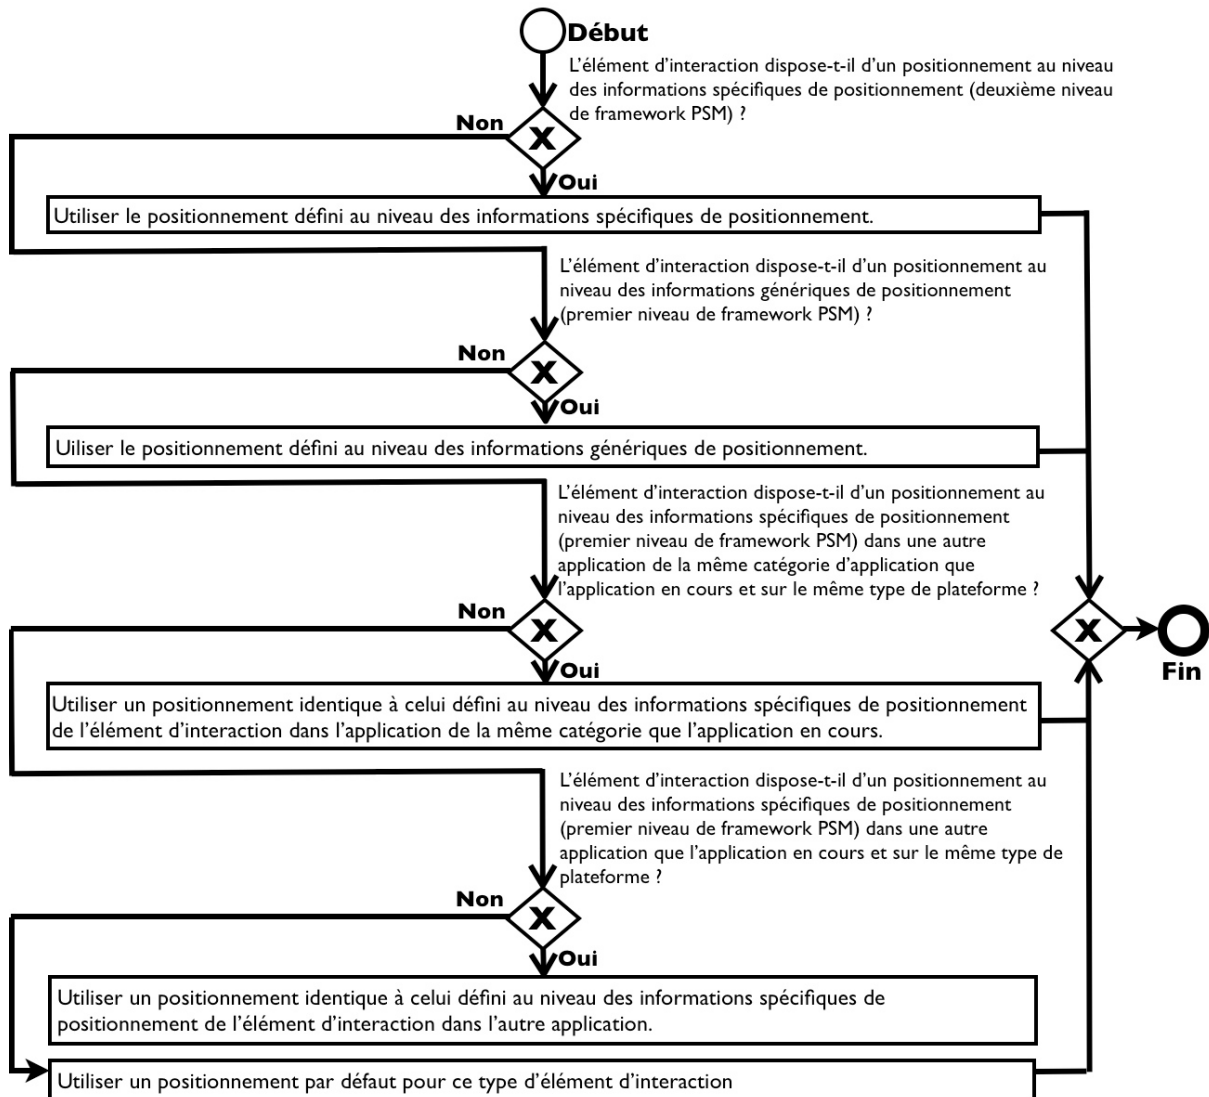 Début
L'élément d'interaction dispose-t-il d'un positionnement au niveau
des informations spécifiques de positionnement (deuxième niveau
de framework PSM) ?
Non
X
Oui
Utiliser le positionnement défini au niveau des informations spécifiques de positionnement.
L'élément d'interaction dispose-t-il d'un positionnement au
niveau des informations génériques de positionnement
(premier niveau de framework PSM) ?
Non
X
Oui
Uiliser le positionnement défini au niveau des informations génériques de positionnement.
L'élément d'interaction dispose-t-il d'un positionnement au
niveau des informations spécifiques de positionnement
(premier niveau de framework PSM) dans une autre
application de la même catégorie d'application que
l'application en cours et sur le même type de plateforme ?
Non
X
Oui
X
Fin
Utiliser un positionnement identique à celui défini au niveau des informations spécifiques de positionnement
de l'élément d'interaction dans l'application de la même catégorie que l'application en cours.
L'élément d'interaction dispose-t-il d'un positionnement au
niveau des informations spécifiques de positionnement
(premier niveau de framework PSM) dans une autre
application que l'application en cours et sur le même type de
plateforme ?
Non
X
Oui
Utiliser un positionnement identique à celui défini au niveau des informations spécifiques de
positionnement de l'élément d'interaction dans l'autre application.
Utiliser un positionnement par défaut pour ce type d'élément d'interaction